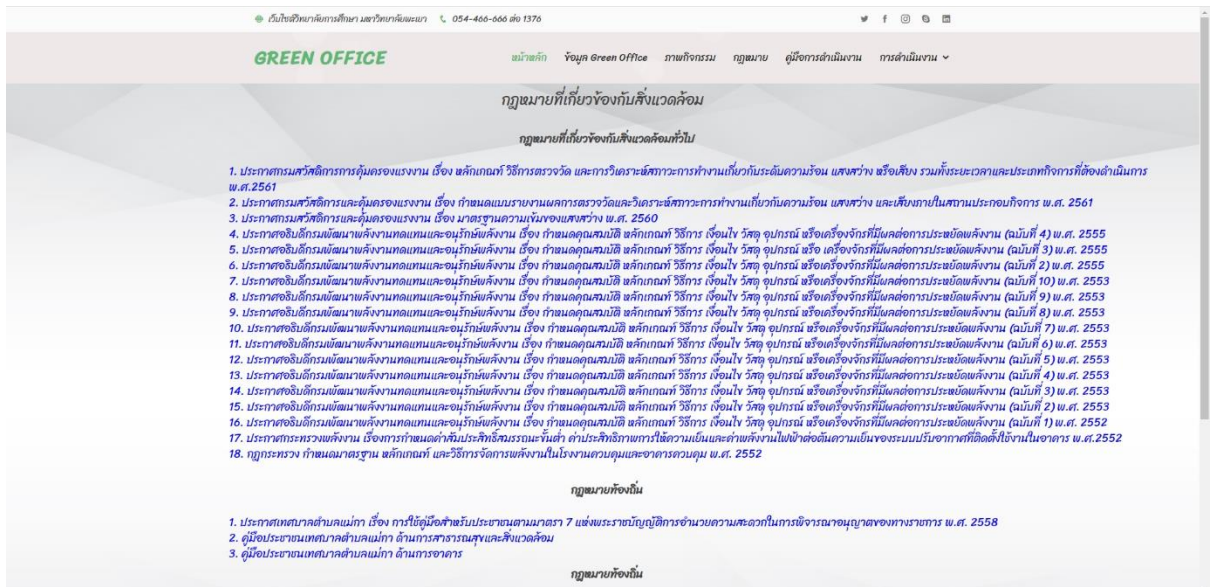 เว็บไซต์วิทยาลัยการศึกษา มหาวิทยาลัยพะเยา 054-466-666 ต่อ 1376
GREEN OFFICE
หน้าหลัก ข้อมูล Green Office ภาพกิจกรรม กฎหมาย คู่มือการดำเนินงาน การดำเนินงาน
กฎหมายที่เกี่ยวข้องกับสิ่งแวดล้อม
กฎหมายที่เกี่ยวข้องกับสิ่งแวดล้อมทั่วไป
1. ประกาศกรมสวัสดิการการคุ้มครองแรงงาน เรื่อง หลักเกณฑ์ วิธีการตรวจวัด และการวิเคราะห์สภาวะการทำงานเกี่ยวกับระดับความร้อน แสงสว่าง หรือเสียง รวมทั้งระยะเวลาและประเภทกิจการที่ต้องดำเนินการ
พ.ศ.2561
2. ประกาศกรมสวัสดิการและคุ้มครองแรงงาน เรื่อง กำหนดแบบรายงานผลการตรวจวัดและวิเคราะห์สภาวะการทำงานเกี่ยวกับความร้อน แสงสว่าง และเสียงภายในสถานประกอบกิจการ พ.ศ. 2561
3. ประกาศกรมสวัสดิการและคุ้มครองแรงงาน เรื่อง มาตรฐานความเข้มของแสงสว่าง พ.ศ. 2560
4. ประกาศอธิบดีกรมพัฒนาพลังงานทดแทนและอนุรักษ์พลังงาน เรื่อง กำหนดคุณสมบัติ หลักเกณฑ์ วิธีการ เงื่อนไข วัสดุ อุปกรณ์ หรือเครื่องจักรที่มีผลต่อการประหยัดพลังงาน (ฉบับที่ 4) พ.ศ. 2555
5. ประกาศอธิบดีกรมพัฒนาพลังงานทดแทนและอนุรักษ์พลังงาน เรื่อง กำหนดคุณสมบัติ หลักเกณฑ์ วิธีการ เงื่อนไข วัสดุ อุปกรณ์ หรือ เครื่องจักรที่มีผลต่อการประหยัดพลังงาน (ฉบับที่ 3) พ.ศ. 2555
6. ประกาศอธิบดีกรมพัฒนาพลังงานทดแทนและอนุรักษ์พลังงาน เรื่อง กำหนดคุณสมบัติ หลักเกณฑ์ วิธีการ เงื่อนไข วัสดุ อุปกรณ์ หรือเครื่องจักรที่มีผลต่อการประหยัดพลังงาน (ฉบับที่ 2) พ.ศ. 2555
7. ประกาศอธิบดีกรมพัฒนาพลังงานทดแทนและอนุรักษ์พลังงาน เรื่อง กำหนดคุณสมบัติ หลักเกณฑ์ วิธีการ เงื่อนไข วัสดุ อุปกรณ์ หรือเครื่องจักรที่มีผลต่อการประหยัดพลังงาน (ฉบับที่ 10) พ.ศ. 2553
8. ประกาศอธิบดีกรมพัฒนาพลังงานทดแทนและอนุรักษ์พลังงาน เรื่อง กำหนดคุณสมบัติ หลักเกณฑ์ วิธีการ เงื่อนไข วัสดุ อุปกรณ์ หรือเครื่องจักรที่มีผลต่อการประหยัดพลังงาน (ฉบับที่ 9) พ.ศ. 2553
9. ประกาศอธิบดีกรมพัฒนาพลังงานทดแทนและอนุรักษ์พลังงาน เรื่อง กำหนดคุณสมบัติ หลักเกณฑ์ วิธีการ เงื่อนไข วัสดุ อุปกรณ์ หรือเครื่องจักรที่มีผลต่อการประหยัดพลังงาน (ฉบับที่ 8) พ.ศ. 2553
10. ประกาศอธิบดีกรมพัฒนาพลังงานทดแทนและอนุรักษ์พลังงาน เรื่อง กำหนดคุณสมบัติ หลักเกณฑ์ วิธีการ เงื่อนไข วัสดุ อุปกรณ์ หรือเครื่องจักรที่มีผลต่อการประหยัดพลังงาน (ฉบับที่ 7) พ.ศ. 2553
11. ประกาศอธิบดีกรมพัฒนาพลังงานทดแทนและอนุรักษ์พลังงาน เรื่อง กำหนดคุณสมบัติ หลักเกณฑ์ วิธีการ เงื่อนไข วัสดุ อุปกรณ์ หรือเครื่องจักรที่มีผลต่อการประหยัดพลังงาน (ฉบับที่ 6) พ.ศ. 2553
12. ประกาศอธิบดีกรมพัฒนาพลังงานทดแทนและอนุรักษ์พลังงาน เรื่อง กำหนดคุณสมบัติ หลักเกณฑ์ วิธีการ เงื่อนไข วัสดุ อุปกรณ์ หรือเครื่องจักรที่มีผลต่อการประหยัดพลังงาน (ฉบับที่ 5) พ.ศ. 2553
13. ประกาศอธิบดีกรมพัฒนาพลังงานทดแทนและอนุรักษ์พลังงาน เรื่อง กำหนดคุณสมบัติ หลักเกณฑ์ วิธีการ เงื่อนไข วัสดุ อุปกรณ์ หรือเครื่องจักรที่มีผลต่อการประหยัดพลังงาน (ฉบับที่ 4) พ.ศ. 2553
14. ประกาศอธิบดีกรมพัฒนาพลังงานทดแทนและอนุรักษ์พลังงาน เรื่อง กำหนดคุณสมบัติ หลักเกณฑ์ วิธีการ เงื่อนไข วัสดุ อุปกรณ์ หรือเครื่องจักรที่มีผลต่อการประหยัดพลังงาน (ฉบับที่ 3) พ.ศ. 2553
15. ประกาศอธิบดีกรมพัฒนาพลังงานทดแทนและอนุรักษ์พลังงาน เรื่อง กำหนดคุณสมบัติ หลักเกณฑ์ วิธีการ เงื่อนไข วัสดุ อุปกรณ์ หรือเครื่องจักรที่มีผลต่อการประหยัดพลังงาน (ฉบับที่ 2) พ.ศ. 2553
16. ประกาศอธิบดีกรมพัฒนาพลังงานทดแทนและอนุรักษ์พลังงาน เรื่อง กำหนดคุณสมบัติ หลักเกณฑ์ วิธีการ เงื่อนไข วัสดุ อุปกรณ์ หรือเครื่องจักรที่มีผลต่อการประหยัดพลังงาน (ฉบับที่ 1) พ.ศ. 2552
17. ประกาศกระทรวงพลังงาน เรื่องการกำหนดค่าสัมประสิทธิ์สมรรถนะขั้นต่ำ ค่าประสิทธิภาพการให้ความเย็นและค่าพลังงานไฟฟ้าต่อตันความเย็นของระบบปรับอากาศที่ติดตั้งใช้งานในอาคาร พ.ศ.2552
18. กฎกระทรวง กำหนดมาตรฐาน หลักเกณฑ์ และวิธีการจัดการพลังงานในโรงงานควบคุมและอาคารควบคุม พ.ศ. 2552
กฎหมายท้องถิ่น
1. ประกาศเทศบาลตำบลแม่กา เรื่อง การใช้คู่มือสำหรับประชาชนตามมาตรา 7 แห่งพระราชบัญญัติการอำนวยความสะดวกในการพิจารณาอนุญาตของทางราชการ พ.ศ. 2558
2. คู่มือประชาชนเทศบาลตำบลแม่กา ด้านการสาธารณสุขและสิ่งแวดล้อม
3. คู่มือประชาชนเทศบาลตำบลแม่กา ด้านการอาคาร
กฎหมายท้องถิ่น